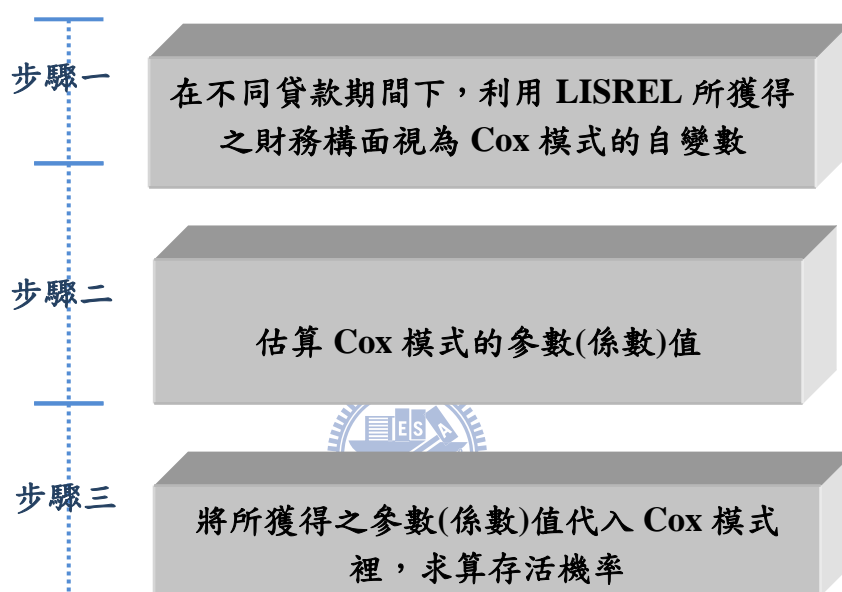 步驟一
在不同貸款期間下，利用 LISREL 所獲得
之財務構面視為 Cox 模式的自變數
步驟二
估算 Cox 模式的參數(係數)值
ESA
步驟三
將所獲得之參數(係數)值代入 Cox 模式
裡，求算存活機率